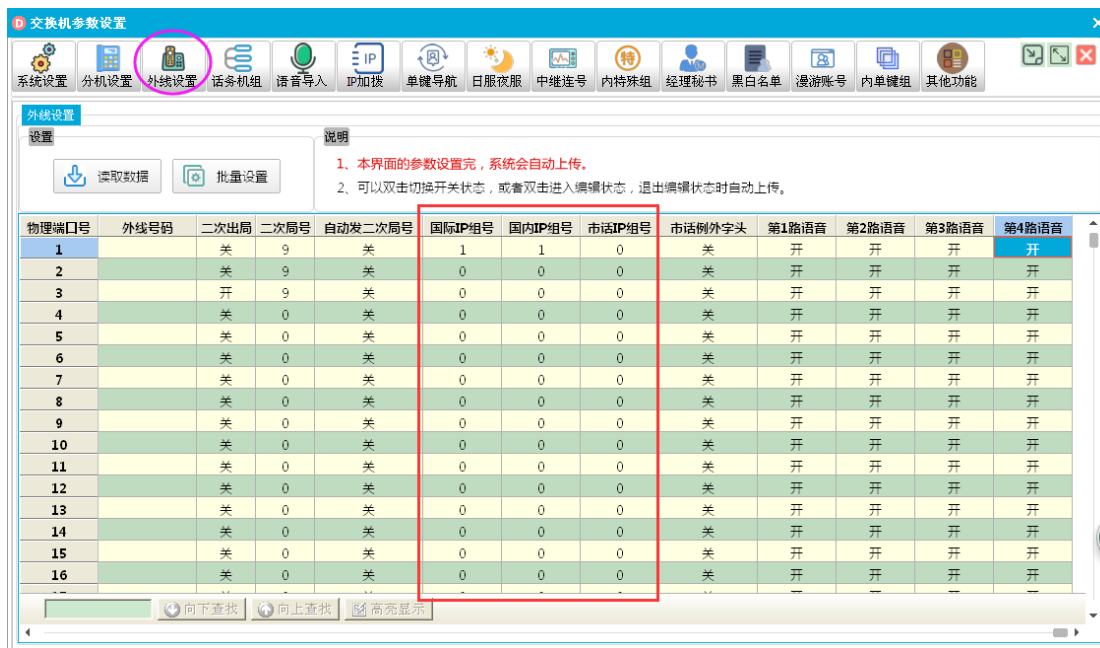 D 交换机参数设置
系统设置 分机设置 外线设置 话务机组 语音导入 IP加拨 单键导航 日服夜服 中继连号 内特殊组 经理秘书 黑白名单 漫游账号 内单键组 其他功能
IP
特
外线设置
设置
说明
读取数据 批量设置
1、本界面的参数设置完，系统会自动上传。
2、可以双击切换开关状态，或者双击进入编辑状态，退出编辑状态时自动上传。
物理端口号 外线号码 二次出局 二次局号 自动发二次局号 国际IP组号 国内IP组号 市话IP组号 市话例外字头 第1路语音 第2路语音 第3路语音 第4路语音
1 关 9 关 1 1 0 关 开 开 开 开
2 关 9 关 0 0 0 关 开 开 开 开
3 开 9 关 0 0 0 关 开 开 开 开
4 关 0 关 0 0 0 关 开 开 开 开
5 关 0 关 0 0 0 关 开 开 开 开
6 关 0 关 0 0 0 关 开 开 开 开
7 关 0 关 0 0 0 关 开 开 开 开
8 关 0 关 0 0 0 关 开 开 开 开
9 关 0 关 0 0 0 关 开 开 开 开
10 关 0 关 0 0 0 关 开 开 开 开
11 关 0 关 0 0 0 关 开 开 开 开
12 关 0 关 0 0 0 关 开 开 开 开
13 关 0 关 0 0 0 关 开 开 开 开
14 关 0 关 0 0 0 关 开 开 开 开
15 关 0 关 0 0 0 关 开 开 开 开
16 关 0 关 0 0 0 关 开 开 开 开
向下查找 向上查找 高亮显示